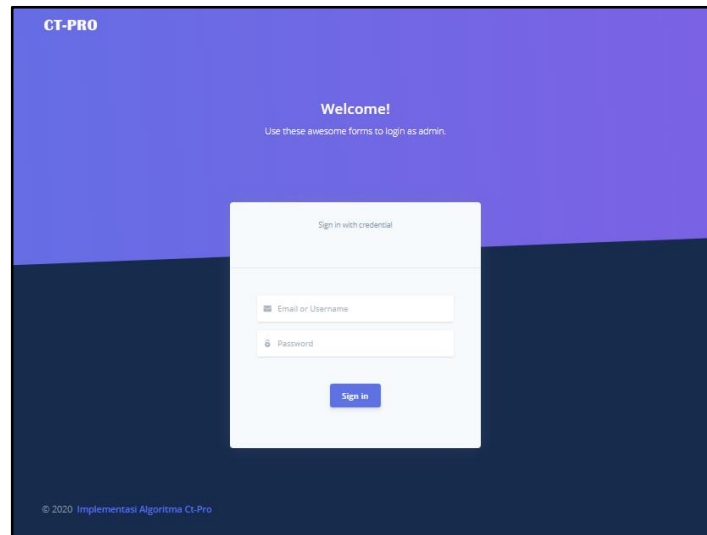 CT-PRO
Welcome!
Use these awesome forms to login as admin.
Sign in with credential
Email or Username
Password
Sign in
© 2020 Implementasi Algoritma Ct-Pro